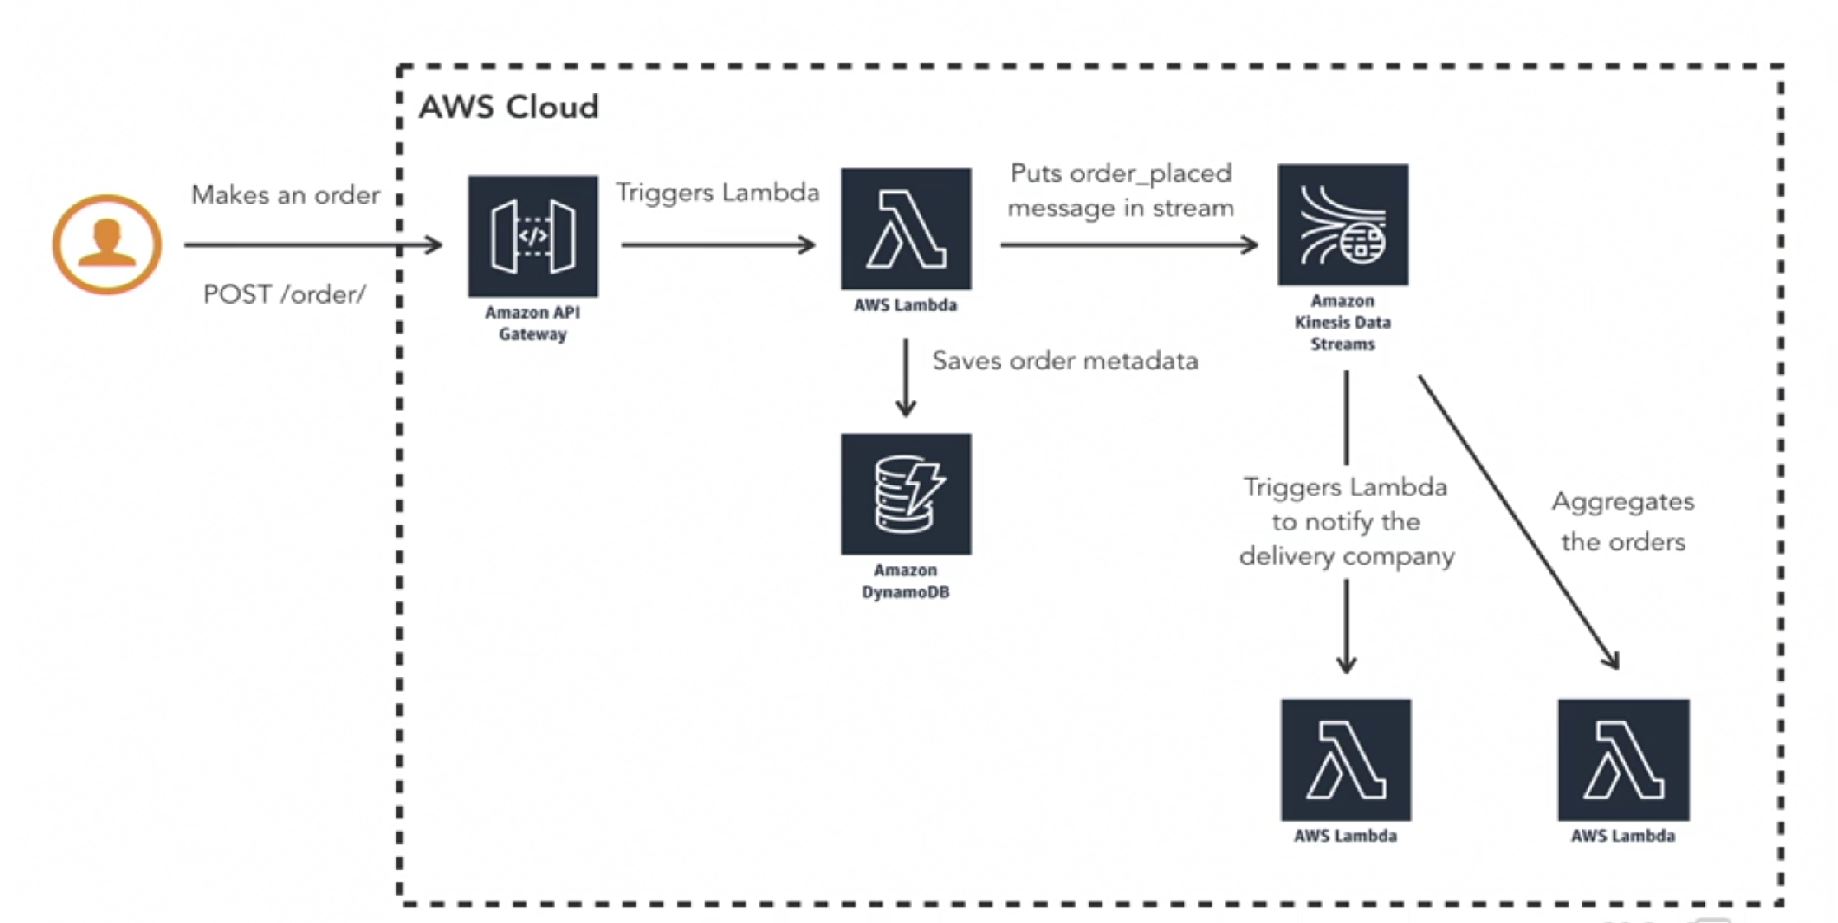 AWS Cloud
Makes an order
POST /order/
Amazon API
Gateway
Triggers Lambda
AWS Lambda
Puts order_placed
message in stream
Amazon
Kinesis Data
Streams
Saves order metadata
Amazon
DynamoDB
Triggers Lambda
to notify the
delivery company
Aggregates
the orders
AWS Lambda
AWS Lambda